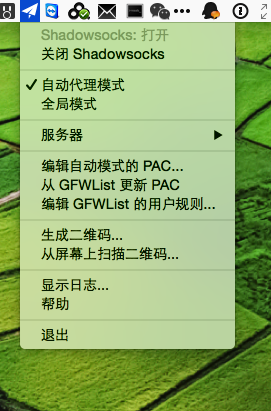 Shadowsocks: 打开
关闭 Shadowsocks
自动代理模式
全局模式
服务器
编辑自动模式的 PAC...
从 GFWList 更新 PAC
编辑 GFWList 的用户规则...
生成二维码...
从屏幕上扫描二维码...
显示日志...
帮助
退出